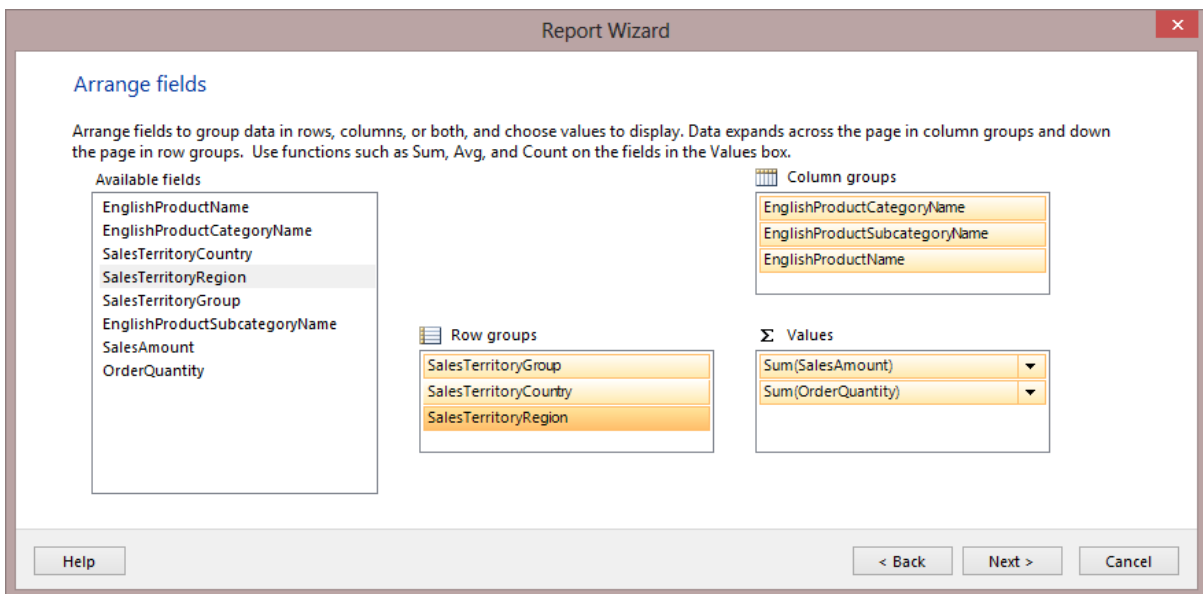 Report Wizard
Arrange fields
Arrange fields to group data in rows, columns, or both, and choose values to display. Data expands across the page in column groups and down
the page in row groups.  Use functions such as Sum, Avg, and Count on the fields in the Values box.
Available fields
EnglishProductName
EnglishProductCategoryName
SalesTerritoryCountry
SalesTerritoryRegion
SalesTerritoryGroup
EnglishProductSubcategoryName
SalesAmount
OrderQuantity
Column groups
EnglishProductCategoryName
EnglishProductSubcategoryName
EnglishProductName
Row groups
SalesTerritoryGroup
SalesTerritoryCountry
SalesTerritoryRegion
Σ Values
Sum(SalesAmount)
Sum(OrderQuantity)
Help
< Back
Next >
Cancel